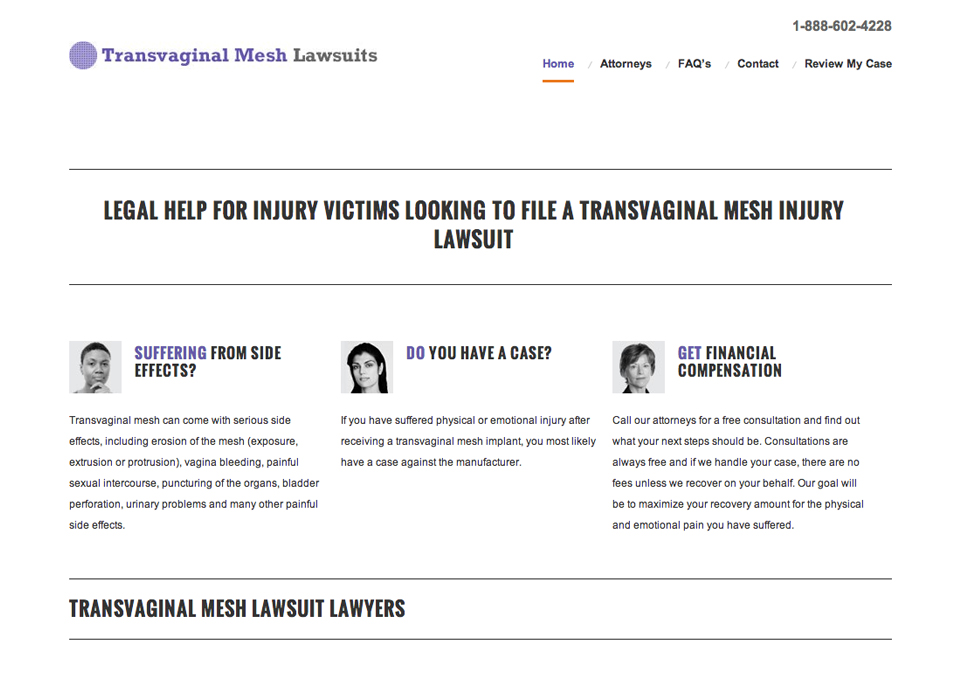 1-888-602-4228
Transvaginal Mesh Lawsuits
Home / Attorneys / FAQ's / Contact / Review My Case
LEGAL HELP FOR INJURY VICTIMS LOOKING TO FILE A TRANSVAGINAL MESH INJURY
LAWSUIT
SUFFERING FROM SIDE
EFFECTS?
Transvaginal mesh can come with serious side
effects, including erosion of the mesh (exposure,
extrusion or protrusion), vagina bleeding, painful
sexual intercourse, puncturing of the organs, bladder
perforation, urinary problems and many other painful
side effects.
DO YOU HAVE A CASE?
If you have suffered physical or emotional injury after
receiving a transvaginal mesh implant, you most likely
have a case against the manufacturer.
GET FINANCIAL
COMPENSATION
Call our attorneys for a free consultation and find out
what your next steps should be. Consultations are
always free and if we handle your case, there are no
fees unless we recover on your behalf. Our goal will
be to maximize your recovery amount for the physical
and emotional pain you have suffered.
TRANSVAGINAL MESH LAWSUIT LAWYERS